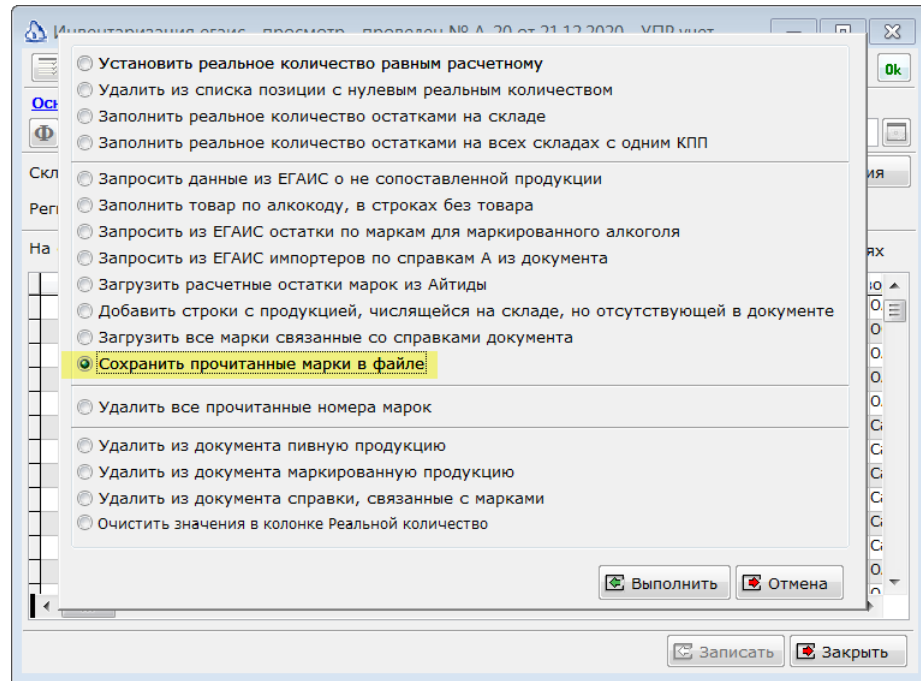 Инвентаризация егаис - просмотр - проведен № А-20 от 21.12.2020 УПР учет
Ok
Установить реальное количество равным расчетному
Удалить из списка позиции с нулевым реальным количеством
Осн
Заполнить реальное количество остатками на складе
Ф
Заполнить реальное количество остатками на всех складах с одним КПП
Скл
Запросить данные из ЕГАИС о не сопоставленной продукции
ия
Заполнить товар по алкокоду, в строках без товара
Рег
Запросить из ЕГАИС остатки по маркам для маркированного алкоголя
На
Запросить из ЕГАИС импортеров по справкам А из документа
ях
Загрузить расчетные остатки марок из Айтиды
Добавить строки с продукцией, числящейся на складе, но отсутствующей в документе
Загрузить все марки связанные со справками документа
Сохранить прочитанные марки в файле
Удалить все прочитанные номера марок
Удалить из документа пивную продукцию
Удалить из документа маркированную продукцию
Удалить из документа справки, связанные с марками
Очистить значения в колонке Реальной количество
Выполнить
Отмена
Записать
Закрыть